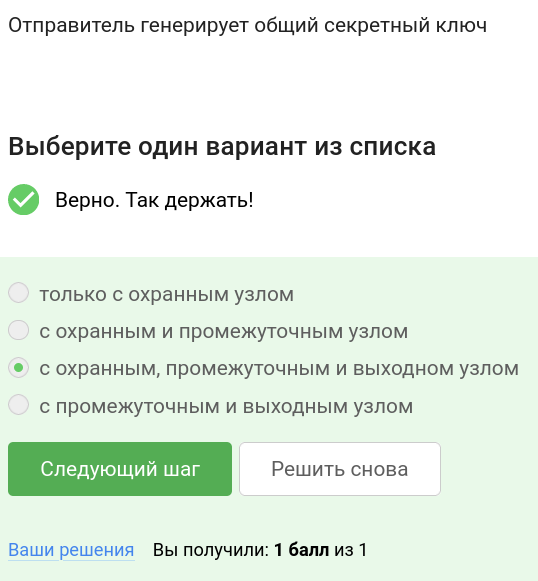 Отправитель генерирует общий секретный ключ
Выберите один вариант из списка
Верно. Так держать!
только с охранным узлом
с охранным и промежуточным узлом
с охранным, промежуточным и выходном узлом
с промежуточным и выходным узлом
Следующий шаг Решить снова
Ваши решения Вы получили: 1 балл из 1